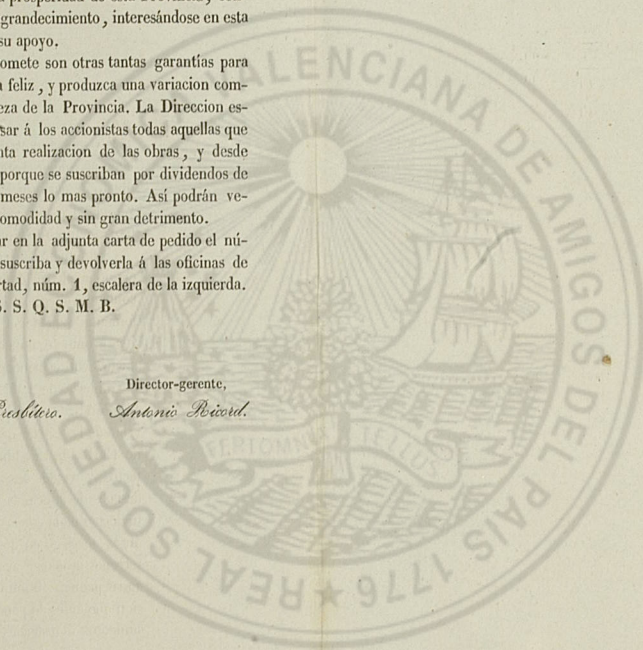 grandecimiento, interesándose en esta
su apoyo.
omete son otras tantas garantías para
feliz, y produzca una variacion com-
eza de la Provincia. La Direccion es-
sar á los accionistas todas aquellas que
nta realizacion de las obras, y desde
porque se suscriban por dividendos de
meses lo mas pronto. Así podrán ve-
omodidad y sin gran detrimento.
r en la adjunta carta de pedido el nú-
suscriba y devolverla á las oficinas de
tad, núm. 1, escalera de la izquierda.
S. S. Q. S. M. B.
Director-gerente,
Presbítero. Antonio Ricord.
REAL SOCIEDAD E VALENCIANA DE AMIGOS DEL PAIS 1776
FERT OMNIA TELLUS